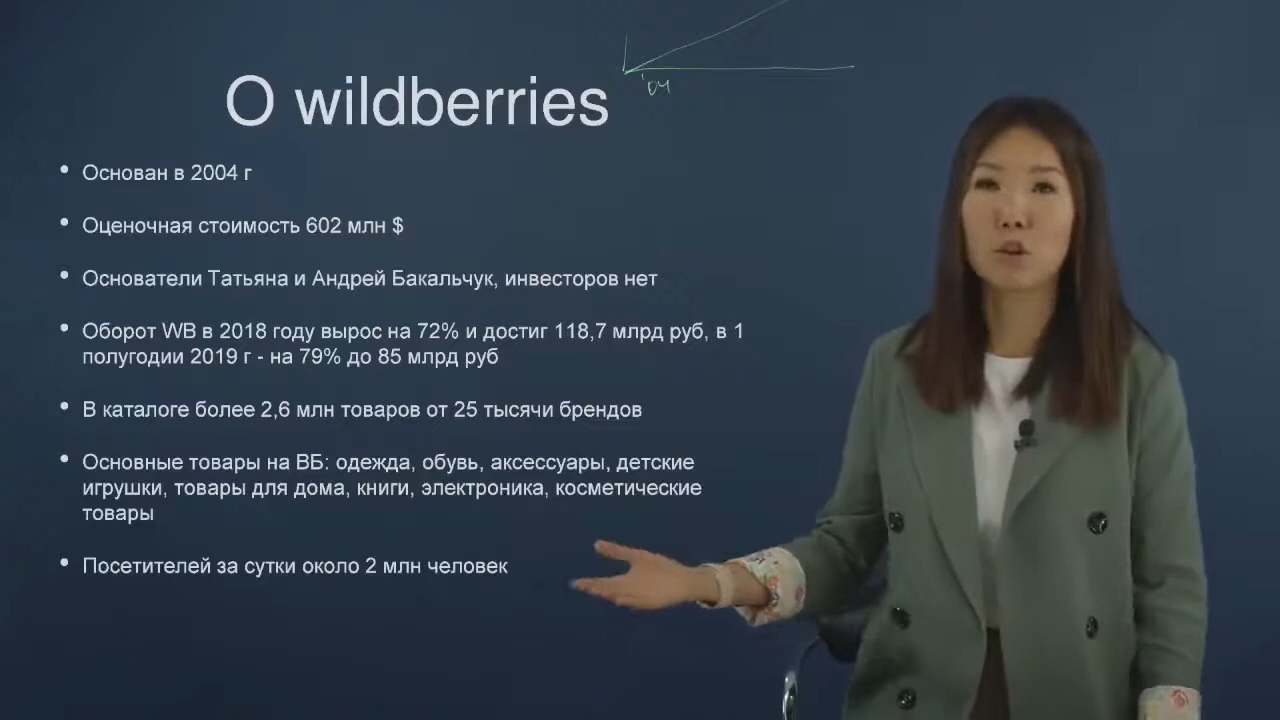 '04
О wildberries
• Основан в 2004 г
• Оценочная стоимость 602 млн $
• Основатели Татьяна и Андрей Бакальчук, инвесторов нет
• Оборот WB в 2018 году вырос на 72% и достиг 118,7 млрд руб, в 1
полугодии 2019 г - на 79% до 85 млрд руб
• В каталоге более 2,6 млн товаров от 25 тысячи брендов
• Основные товары на ВБ: одежда, обувь, аксессуары, детские
игрушки, товары для дома, книги, электроника, косметические
товары
• Посетителей за сутки около 2 млн человек